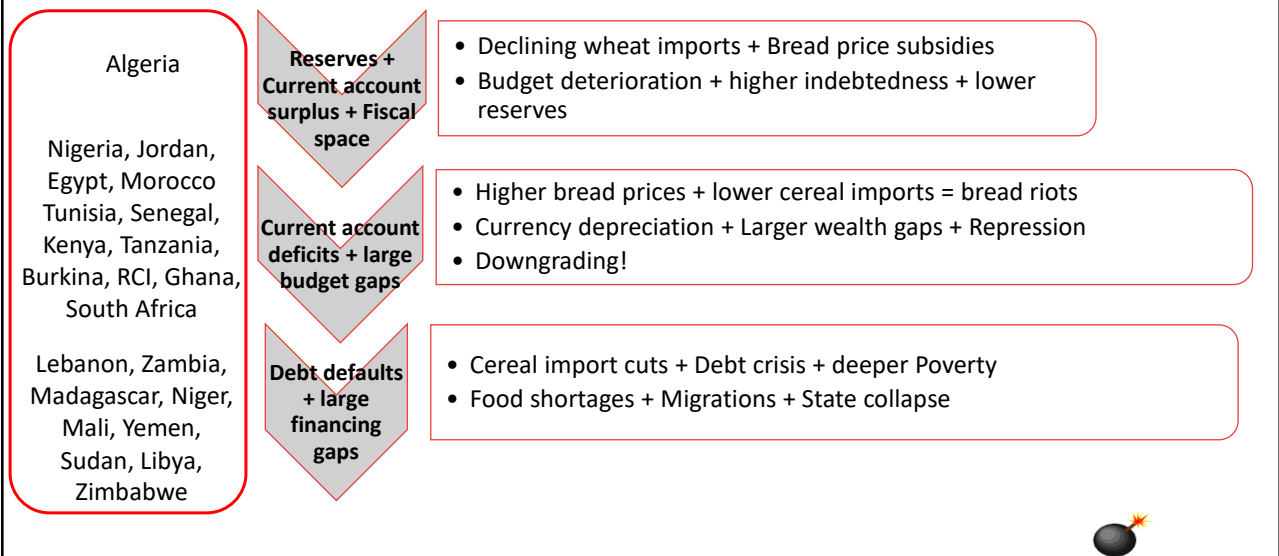 Algeria
Reserves +
Current account
surplus + Fiscal
space
• Declining wheat imports + Bread price subsidies
• Budget deterioration + higher indebtedness + lower
reserves
Nigeria, Jordan,
Egypt, Morocco
Tunisia, Senegal,
Kenya, Tanzania,
Burkina, RCI, Ghana,
South Africa
Current account
deficits + large
budget gaps
• Higher bread prices + lower cereal imports = bread riots
• Currency depreciation + Larger wealth gaps + Repression
• Downgrading!
Lebanon, Zambia,
Madagascar, Niger,
Mali, Yemen,
Sudan, Libya,
Zimbabwe
Debt defaults
+ large
financing
gaps
• Cereal import cuts + Debt crisis + deeper Poverty
• Food shortages + Migrations + State collapse